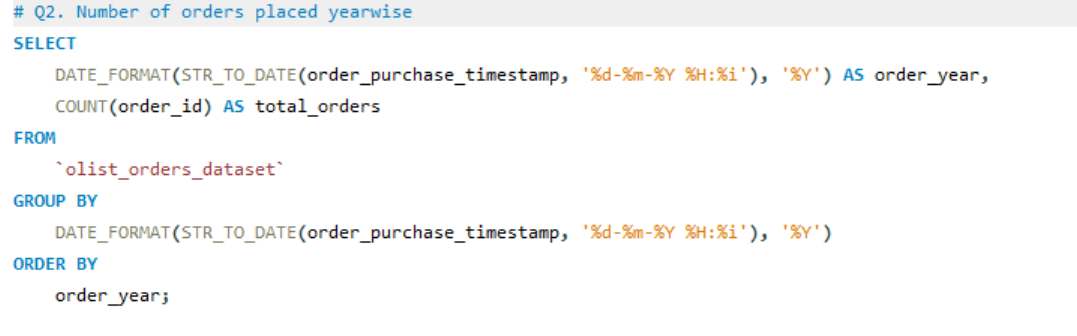 # Q2. Number of orders placed yearwise
SELECT
DATE_FORMAT(STR_TO_DATE(order_purchase_timestamp, '%d-%m-%Y %H:%i'), '%Y') AS order_year,
COUNT(order_id) AS total_orders
FROM
`olist_orders_dataset`
GROUP BY
DATE_FORMAT(STR_TO_DATE(order_purchase_timestamp, '%d-%m-%Y %H:%i'), '%Y')
ORDER BY
order_year;